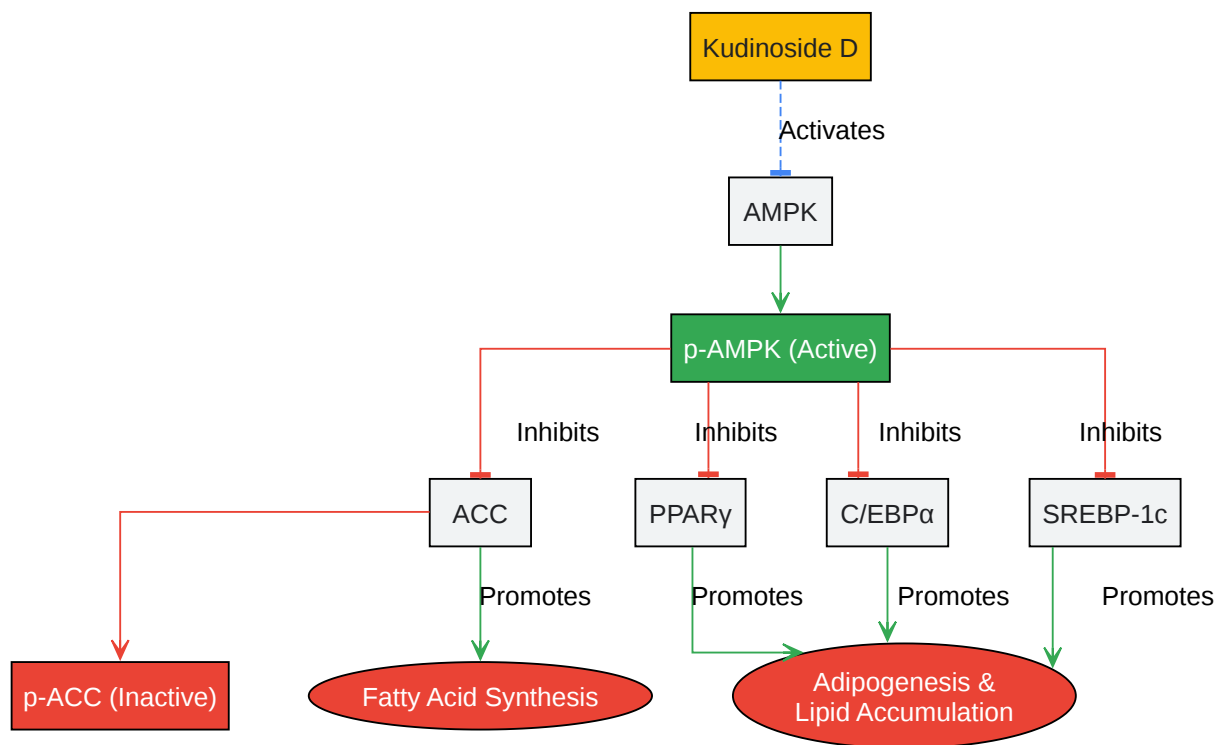 Kudinoside D
Activates
AMPK
p-AMPK (Active)
Inhibits
Inhibits
Inhibits
Inhibits
ACC
PPARγ
C/EBPα
SREBP-1c
Promotes
Promotes
Promotes
Promotes
p-ACC (Inactive)
Fatty Acid Synthesis
Adipogenesis &
Lipid Accumulation